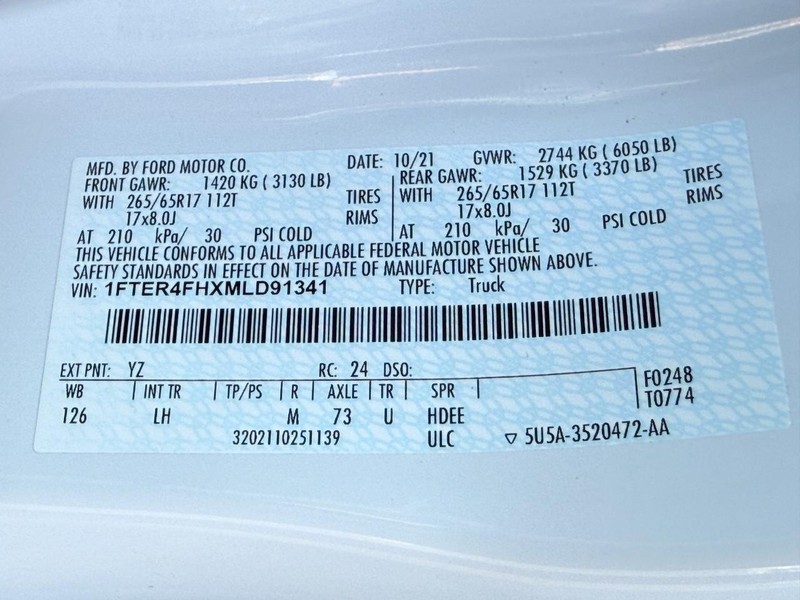 MFD. BY FORD MOTOR CO. DATE: 10/21 GVWR: 2744 KG ( 6050 LB)
FRONT GAWR: 1420 KG ( 3130 LB) REAR GAWR: 1529 KG ( 3370 LB)
WITH 265/65R17 112T TIRES WITH 265/65R17 112T TIRES
17x8.0J RIMS 17x8.0J RIMS
AT 210 kPa/ 30 PSI COLD AT 210 kPa/ 30 PSI COLD
THIS VEHICLE CONFORMS TO ALL APPLICABLE FEDERAL MOTOR VEHICLE
SAFETY STANDARDS IN EFFECT ON THE DATE OF MANUFACTURE SHOWN ABOVE.
VIN: 1FTER4FHXMLD91341 TYPE: Truck
EXT PNT: YZ RC: 24 DSO:
WB INT TR TP/PS R AXLE TR SPR F0248
126 LH M 73 U HDEE T0774
3202110251139 ULC ▽ 5U5A-3520472-AA